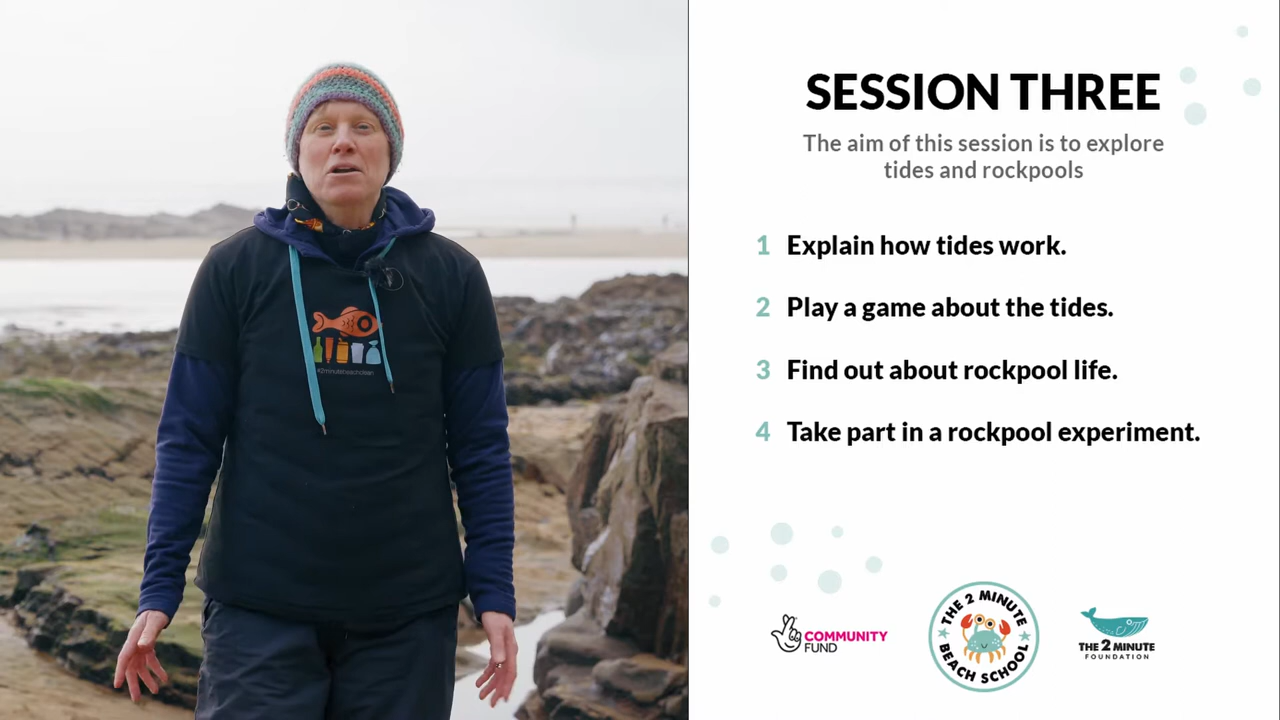 SESSION THREE
The aim of this session is to explore
tides and rockpools
1 Explain how tides work.
2 Play a game about the tides.
3 Find out about rockpool life.
4 Take part in a rockpool experiment.
#2minutebeachclean
COMMUNITY
FUND
THE 2 MINUTE
BEACH SCHOOL
THE 2 MINUTE
FOUNDATION